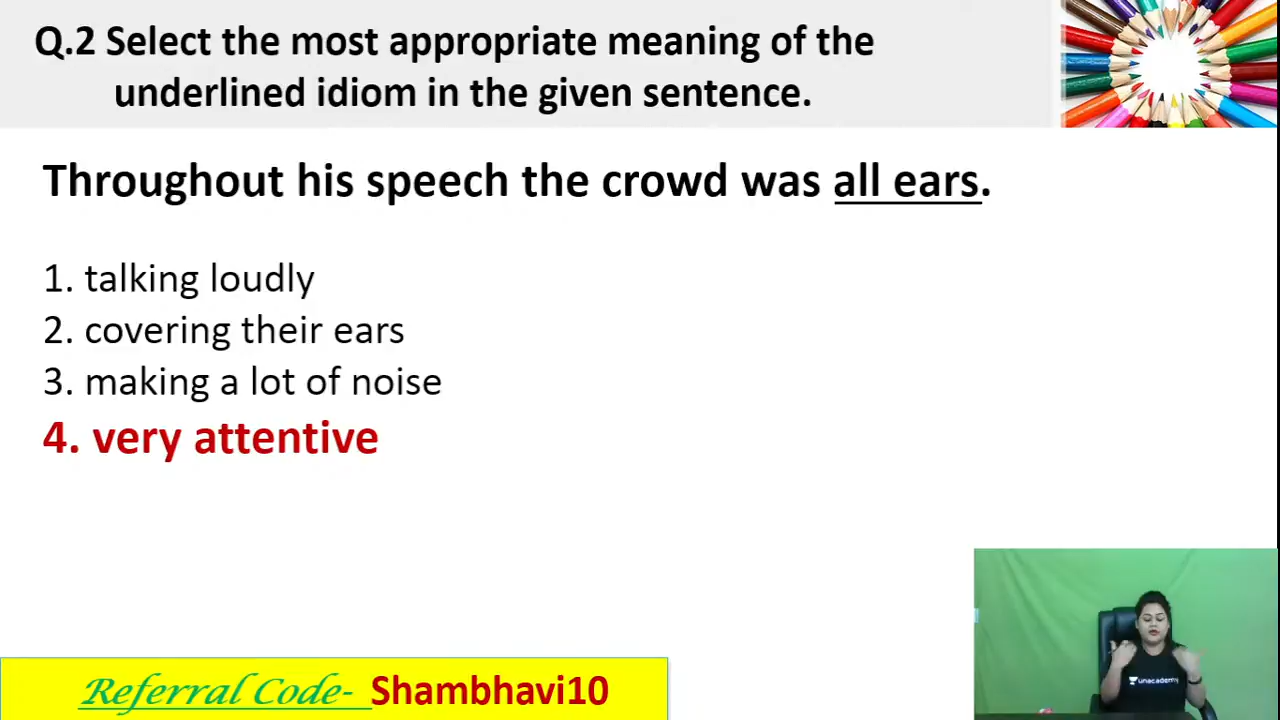 Q.2 Select the most appropriate meaning of the
underlined idiom in the given sentence.
Throughout his speech the crowd was all ears.
1. talking loudly
2. covering their ears
3. making a lot of noise
4. very attentive
unacademy
Referral Code- Shambhavi10